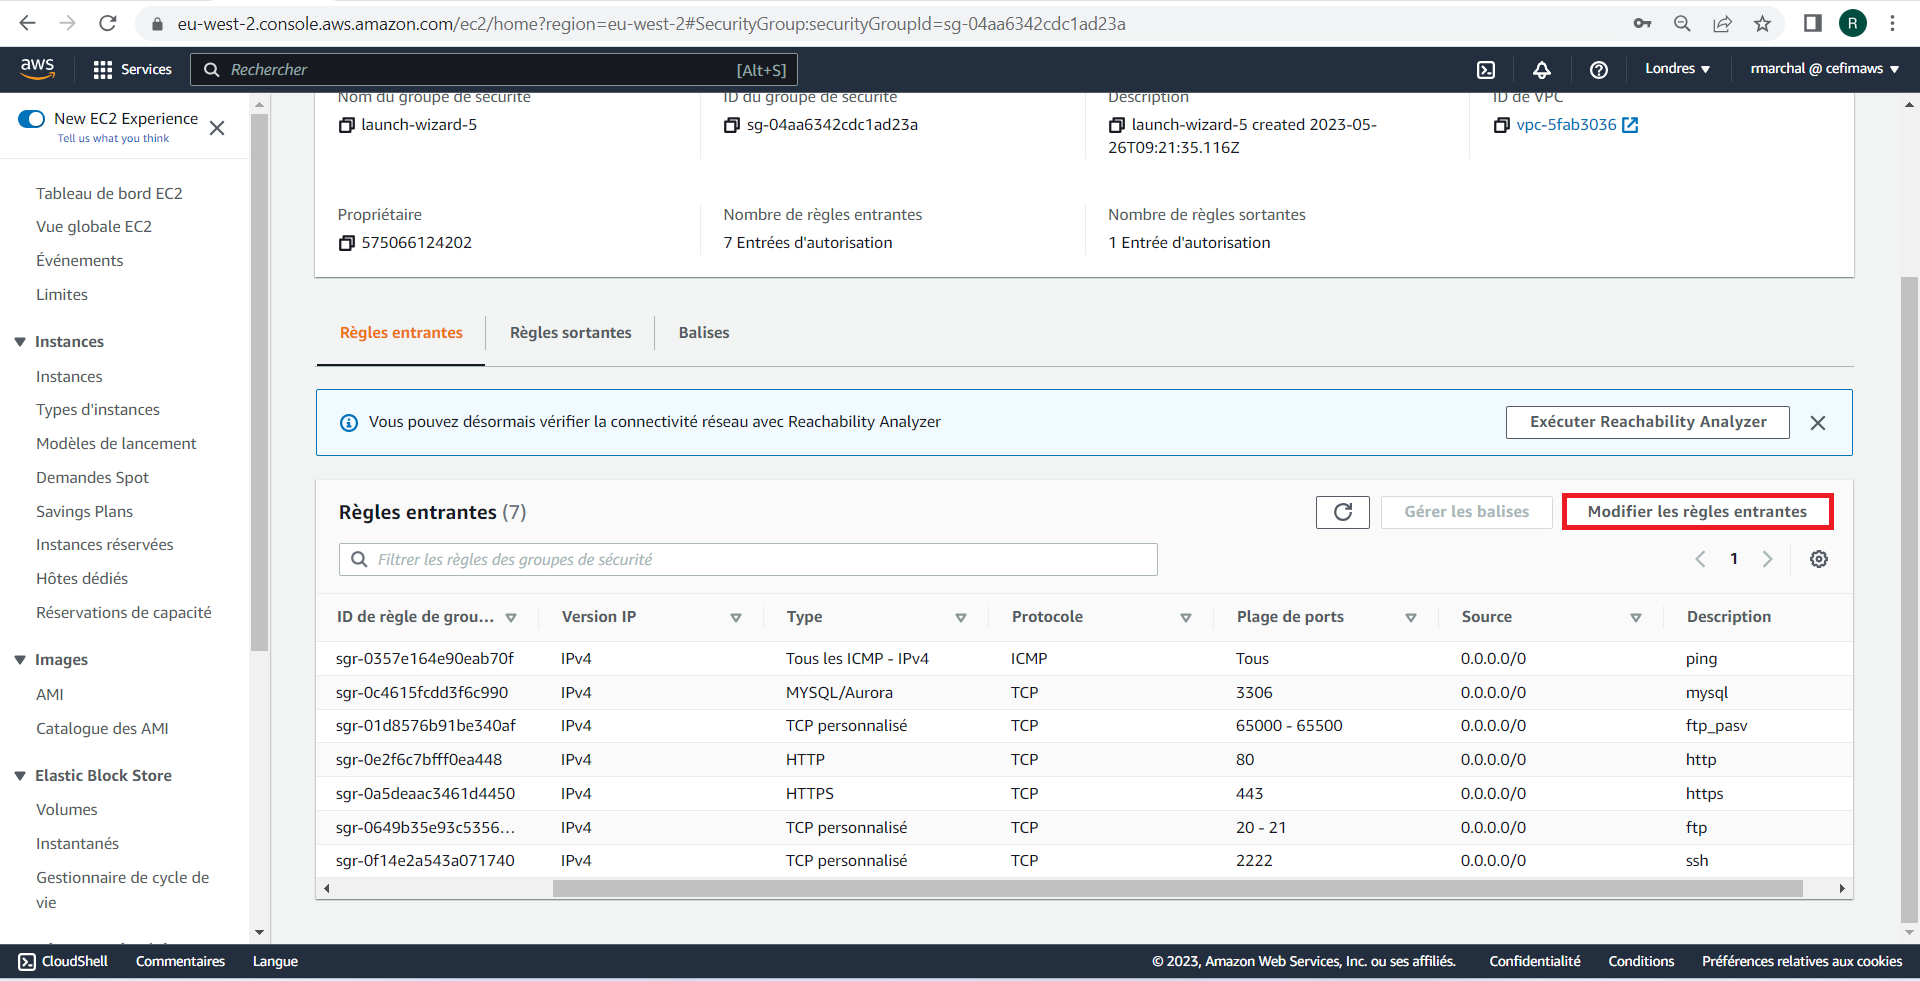 eu-west-2.console.aws.amazon.com/ec2/home?region=eu-west-2#SecurityGroup:securityGroupId=sg-04aa6342cdc1ad23a
R
aws
Services
Rechercher
[Alt+S]
Londres
rmarchal @ cefimaws
New EC2 Experience
Tell us what you think
Tableau de bord EC2
Vue globale EC2
Événements
Limites
Instances
Instances
Types d'instances
Modèles de lancement
Demandes Spot
Savings Plans
Instances réservées
Hôtes dédiés
Réservations de capacité
Images
AMI
Catalogue des AMI
Elastic Block Store
Volumes
Instantanés
Gestionnaire de cycle de
vie
Nom du groupe de sécurité
launch-wizard-5
ID du groupe de sécurité
sg-04aa6342cdc1ad23a
Description
launch-wizard-5 created 2023-05-
26T09:21:35.116Z
ID de VPC
vpc-5fab3036
Propriétaire
575066124202
Nombre de règles entrantes
7 Entrées d'autorisation
Nombre de règles sortantes
1 Entrée d'autorisation
Règles entrantes
Règles sortantes
Balises
Vous pouvez désormais vérifier la connectivité réseau avec Reachability Analyzer
Exécuter Reachability Analyzer
Règles entrantes (7)
Gérer les balises
Modifier les règles entrantes
Filtrer les règles des groupes de sécurité
1
ID de règle de grou... Version IP Type Protocole Plage de ports Source Description
sgr-0357e164e90eab70f IPv4 Tous les ICMP - IPv4 ICMP Tous 0.0.0.0/0 ping
sgr-0c4615fcdd3f6c990 IPv4 MYSQL/Aurora TCP 3306 0.0.0.0/0 mysql
sgr-01d8576b91be340af IPv4 TCP personnalisé TCP 65000 - 65500 0.0.0.0/0 ftp_pasv
sgr-0e2f6c7bfff0ea448 IPv4 HTTP TCP 80 0.0.0.0/0 http
sgr-0a5deaac3461d4450 IPv4 HTTPS TCP 443 0.0.0.0/0 https
sgr-0649b35e93c5356... IPv4 TCP personnalisé TCP 20 - 21 0.0.0.0/0 ftp
sgr-0f14e2a543a071740 IPv4 TCP personnalisé TCP 2222 0.0.0.0/0 ssh
CloudShell
Commentaires
Langue
© 2023, Amazon Web Services, Inc. ou ses affiliés.
Confidentialité
Conditions
Préférences relatives aux cookies